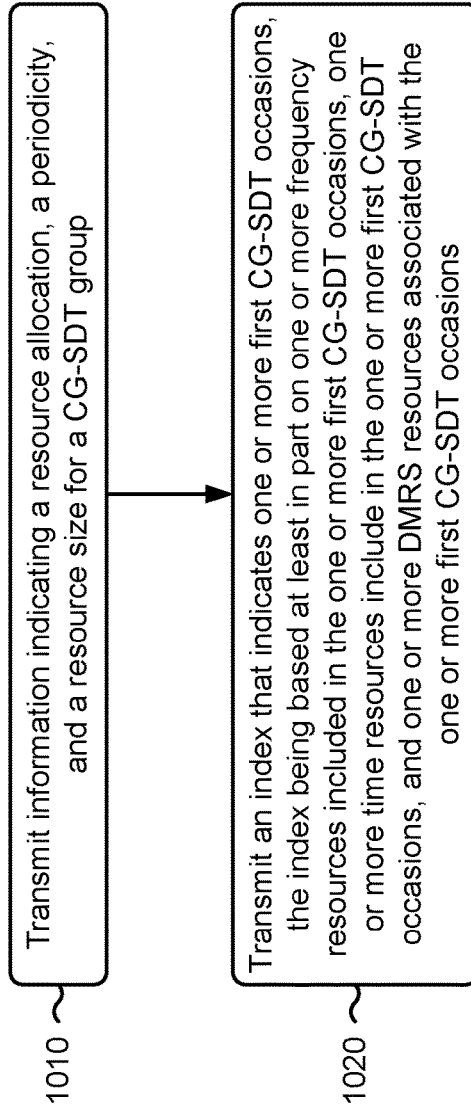 1010
Transmit information indicating a resource allocation, a periodicity,
and a resource size for a CG-SDT group
1020
Transmit an index that indicates one or more first CG-SDT occasions,
the index being based at least in part on one or more frequency
resources included in the one or more first CG-SDT occasions, one
or more time resources include in the one or more first CG-SDT
occasions, and one or more DMRS resources associated with the
one or more first CG-SDT occasions